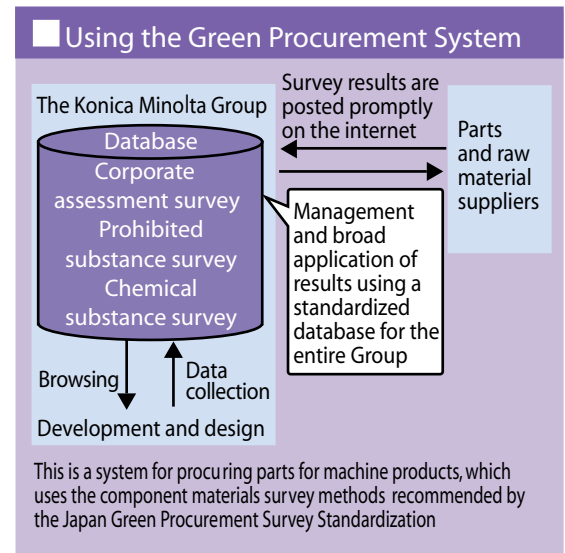 Using the Green Procurement System
Survey results are
posted promptly
on the internet
The Konica Minolta Group
Database
Corporate
assessment survey
Prohibited
substance survey
Chemical
substance survey
Parts
and raw
material
suppliers
Management
and broad
application of
results using a
standardized
database for the
entire Group
Browsing
Data
collection
Development and design
This is a system for procuring parts for machine products, which
uses the component materials survey methods recommended by
the Japan Green Procurement Survey Standardization